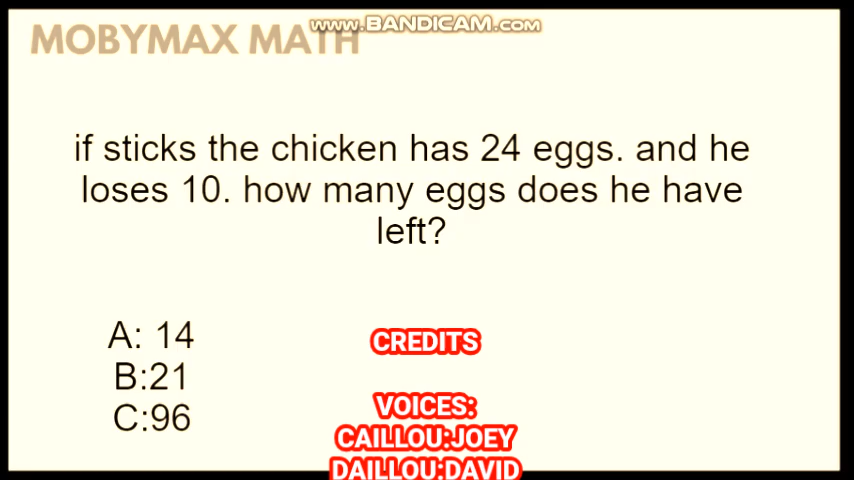 www.BANDICAM.com
MOBYMAX MATH
if sticks the chicken has 24 eggs. and he
loses 10. how many eggs does he have
left?
A: 14
B:21
C:96
CREDITS
VOICES:
CAILLOU:JOEY
DAILLOU:DAVID